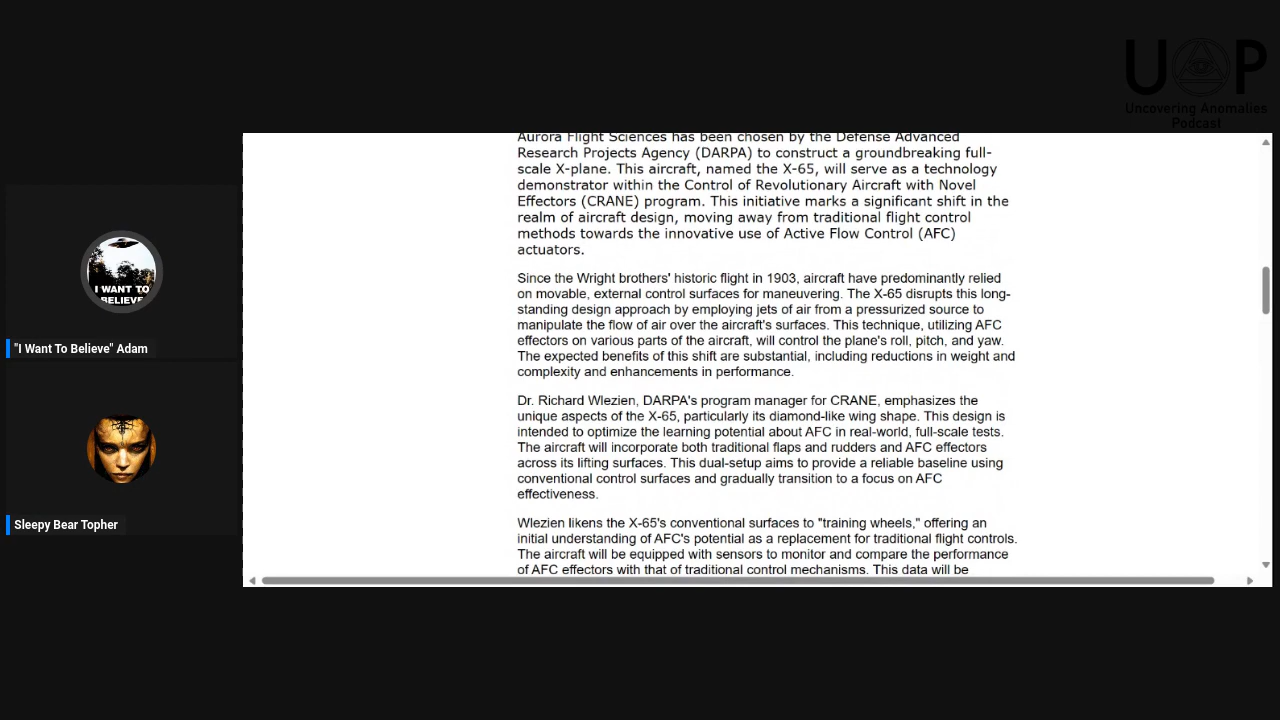 U P
Uncovering Anomalies
Podcast
Aurora Flight Sciences has been chosen by the Defense Advanced
Research Projects Agency (DARPA) to construct a groundbreaking full-
scale X-plane. This aircraft, named the X-65, will serve as a technology
demonstrator within the Control of Revolutionary Aircraft with Novel
Effectors (CRANE) program. This initiative marks a significant shift in the
realm of aircraft design, moving away from traditional flight control
methods towards the innovative use of Active Flow Control (AFC)
actuators.
Since the Wright brothers' historic flight in 1903, aircraft have predominantly relied
on movable, external control surfaces for maneuvering. The X-65 disrupts this long-
standing design approach by employing jets of air from a pressurized source to
manipulate the flow of air over the aircraft's surfaces. This technique, utilizing AFC
effectors on various parts of the aircraft, will control the plane's roll, pitch, and yaw.
The expected benefits of this shift are substantial, including reductions in weight and
complexity and enhancements in performance.
Dr. Richard Wlezien, DARPA's program manager for CRANE, emphasizes the
unique aspects of the X-65, particularly its diamond-like wing shape. This design is
intended to optimize the learning potential about AFC in real-world, full-scale tests.
The aircraft will incorporate both traditional flaps and rudders and AFC effectors
across its lifting surfaces. This dual-setup aims to provide a reliable baseline using
conventional control surfaces and gradually transition to a focus on AFC
effectiveness.
Wlezien likens the X-65's conventional surfaces to "training wheels," offering an
initial understanding of AFC's potential as a replacement for traditional flight controls.
The aircraft will be equipped with sensors to monitor and compare the performance
of AFC effectors with that of traditional control mechanisms. This data will be
I WANT TO
BELIEVE
"I Want To Believe" Adam
Sleepy Bear Topher